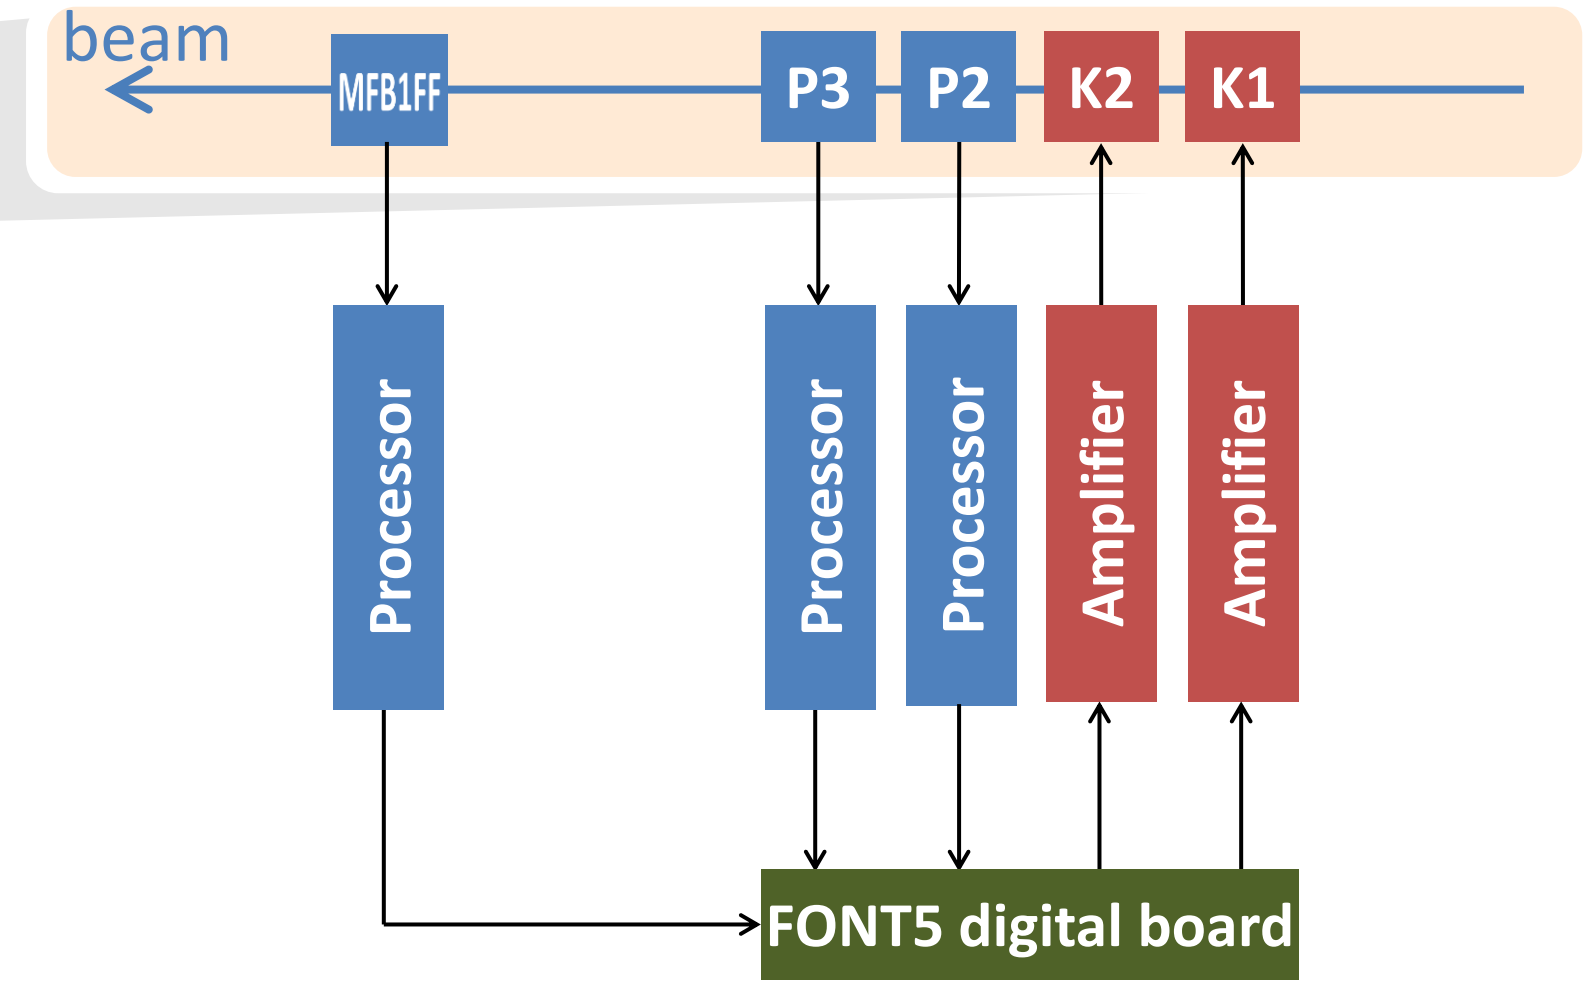 beam
MFB1FF
P3
P2
K2
K1
Processor
Processor
Processor
Amplifier
Amplifier
FONT5 digital board